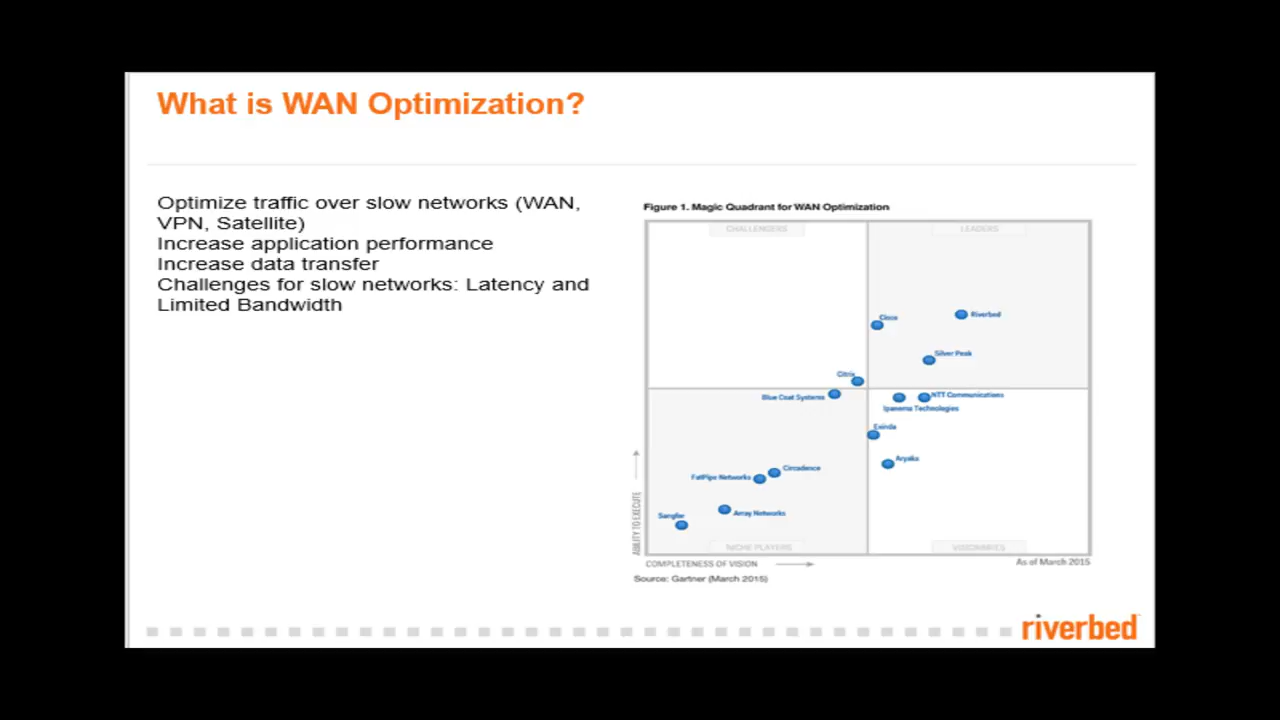 What is WAN Optimization?
Optimize traffic over slow networks (WAN,
VPN, Satellite)
Increase application performance
Increase data transfer
Challenges for slow networks: Latency and
Limited Bandwidth
Figure 1. Magic Quadrant for WAN Optimization
CHALLENGERS
LEADERS
Cisco
Riverbed
Silver Peak
Citrix
Blue Coat Systems
NTT Communications
Ipanema Technologies
Exinda
Aryaka
Circadence
FatPipe Networks
Array Networks
Sangfor
NICHE PLAYERS
VISIONARIES
ABILITY TO EXECUTE
COMPLETENESS OF VISION
As of March 2015
Source: Gartner (March 2015)
riverbed